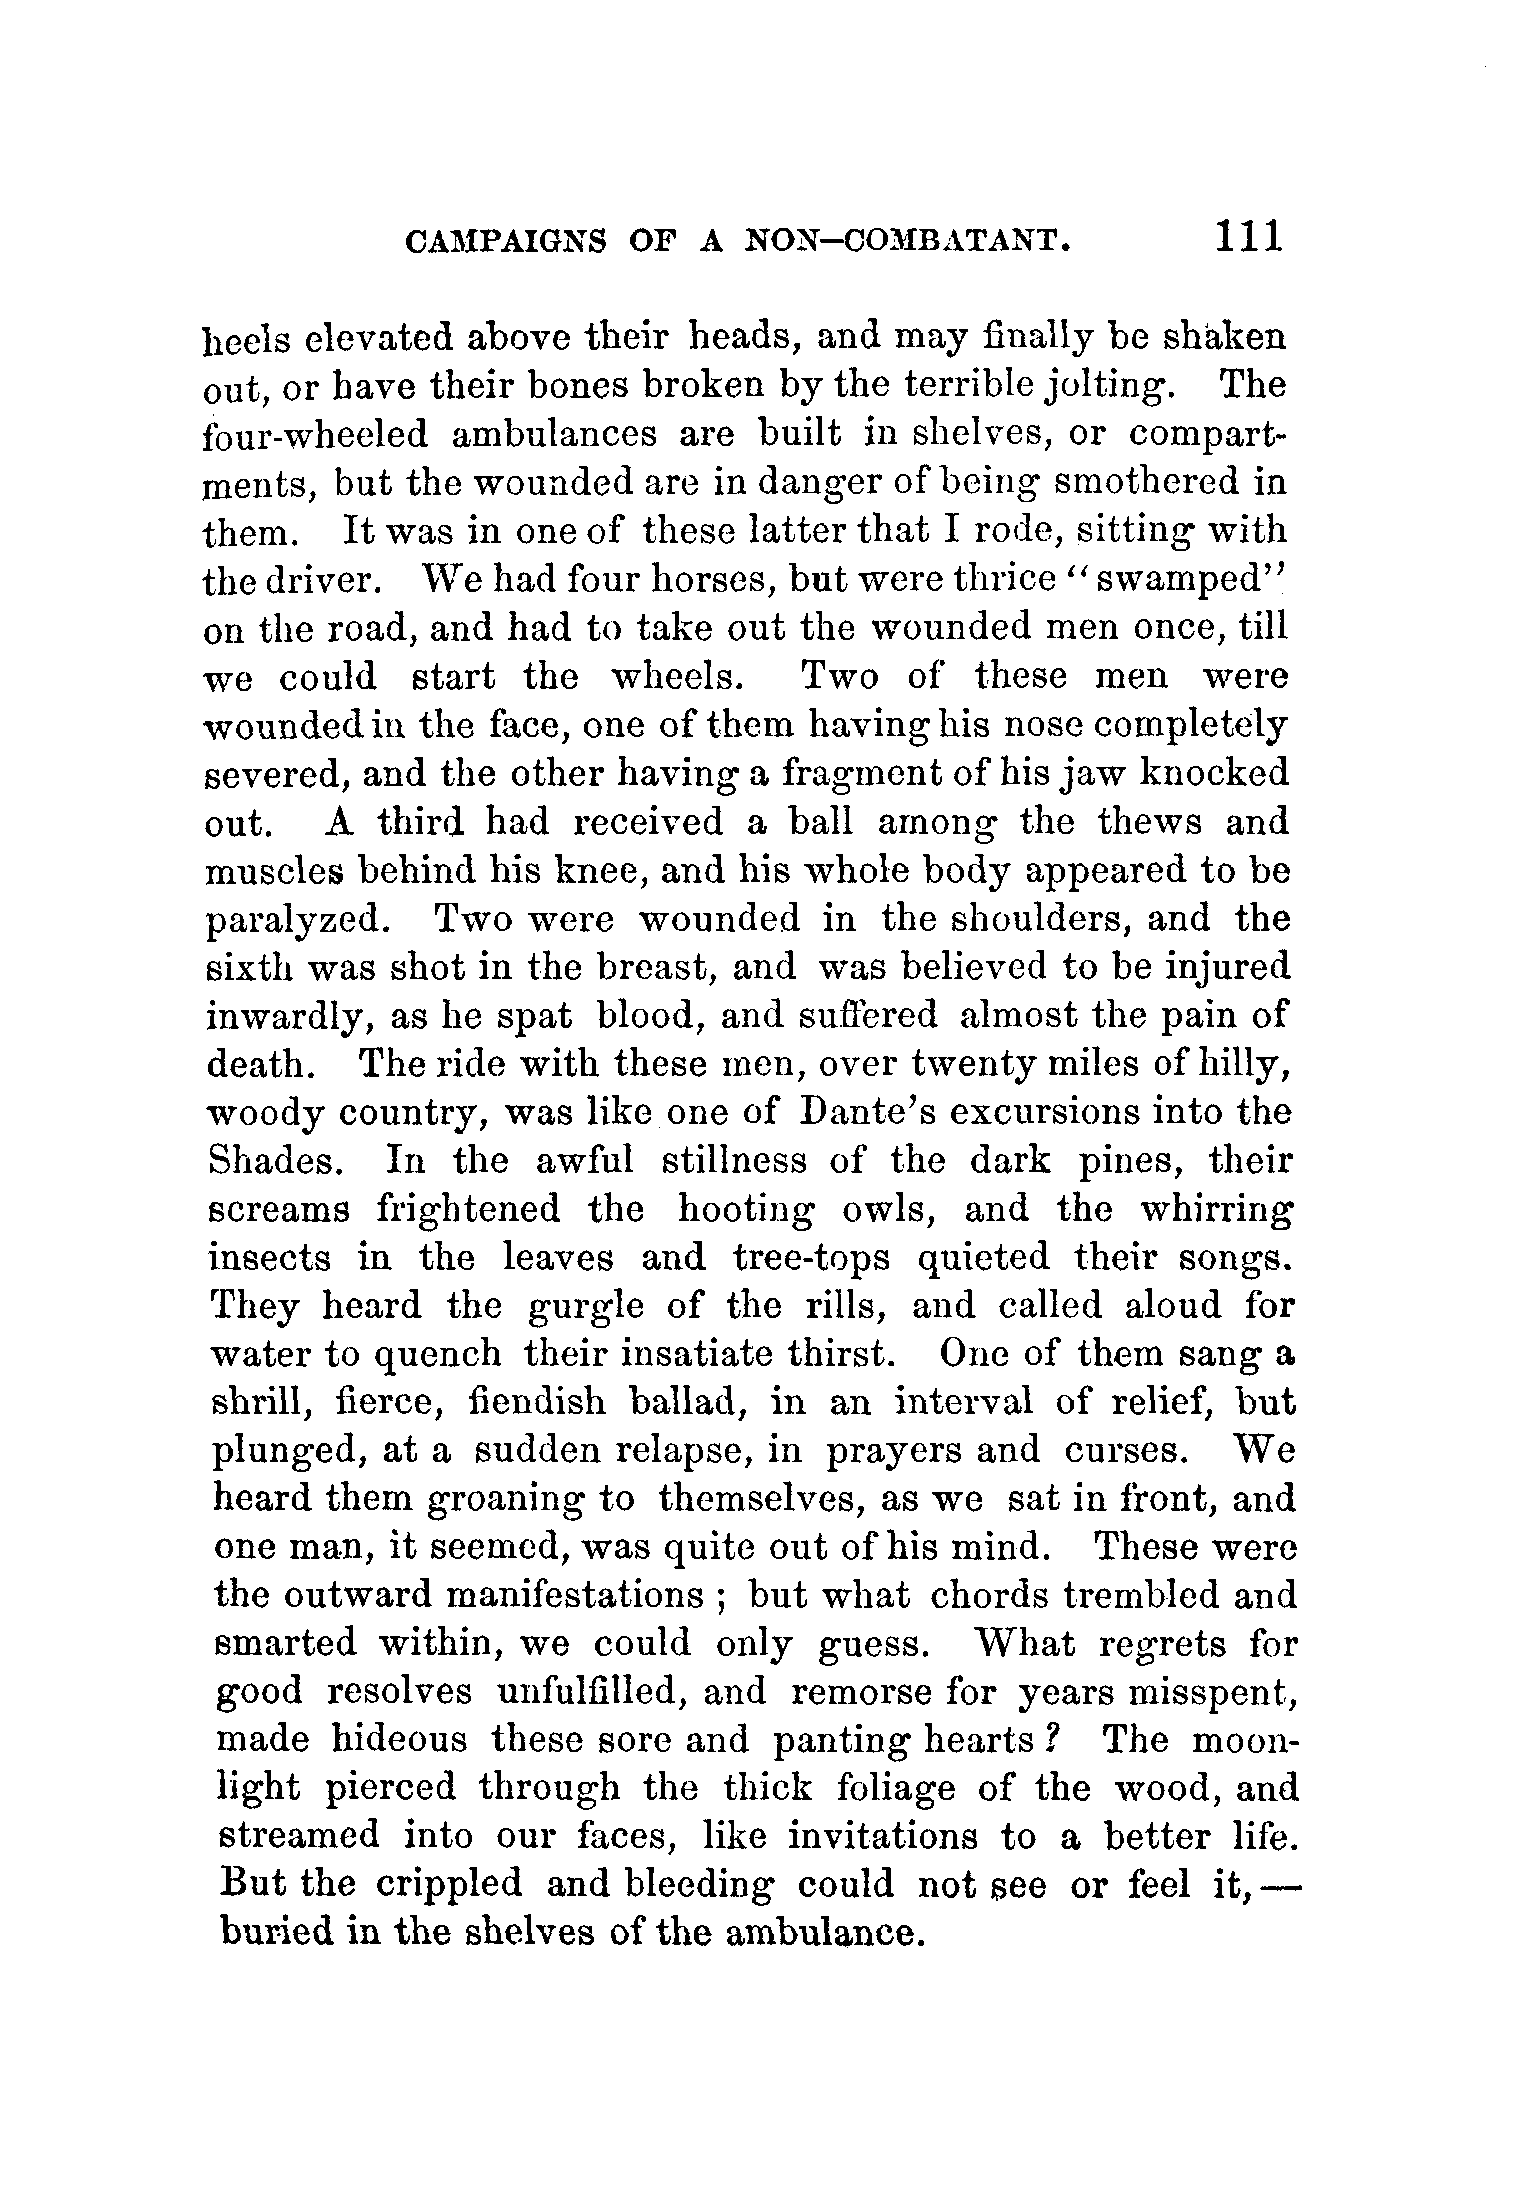 CAMPAIGNS OF A NON-COMBATANT. 111
heels elevated above their heads, and may finally be shaken
out, or have their bones broken by the terrible jolting. The
four-wheeled ambulances are built in shelves, or compart-
ments, but the wounded are in danger of being smothered in
them. It was in one of these latter that I rode, sitting with
the driver. We had four horses, but were thrice "swamped"
on the road, and had to take out the wounded men once, till
we could start the wheels. Two of these men were
wounded in the face, one of them having his nose completely
severed, and the other having a fragment of his jaw knocked
out. A third had received a ball among the thews and
muscles behind his knee, and his whole body appeared to be
paralyzed. Two were wounded in the shoulders, and the
sixth was shot in the breast, and was believed to be injured
inwardly, as he spat blood, and suffered almost the pain of
death. The ride with these men, over twenty miles of hilly,
woody country, was like one of Dante's excursions into the
Shades. In the awful stillness of the dark pines, their
screams frightened the hooting owls, and the whirring
insects in the leaves and tree-tops quieted their songs.
They heard the gurgle of the rills, and called aloud for
water to quench their insatiate thirst. One of them sang a
shrill, fierce, fiendish ballad, in an interval of relief, but
plunged, at a sudden relapse, in prayers and curses. We
heard them groaning to themselves, as we sat in front, and
one man, it seemed, was quite out of his mind. These were
the outward manifestations ; but what chords trembled and
smarted within, we could only guess. What regrets for
good resolves unfulfilled, and remorse for years misspent,
made hideous these sore and panting hearts ? The moon-
light pierced through the thick foliage of the wood, and
streamed into our faces, like invitations to a better life.
But the crippled and bleeding could not see or feel it,—
buried in the shelves of the ambulance.